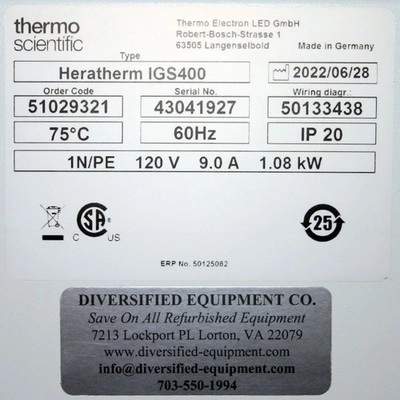 thermo
scientific
Thermo Electron LED GmbH
Robert-Bosch-Strasse 1
63505 Langenselbold
Made in Germany
Type
Heratherm IGS400
2022/06/28
Order Code
Serial No.
Wiring diagr.:
51029321
43041927
50133438
75°C
60Hz
IP 20
1N/PE 120 V 9.0 A 1.08 kW
SA
C US
25
ERP No. 50125082
DIVERSIFIED EQUIPMENT CO.
Save On All Refurbished Equipment
7213 Lockport PL Lorton, VA 22079
www.diversified-equipment.com
info@diversified-equipment.com
703-550-1994